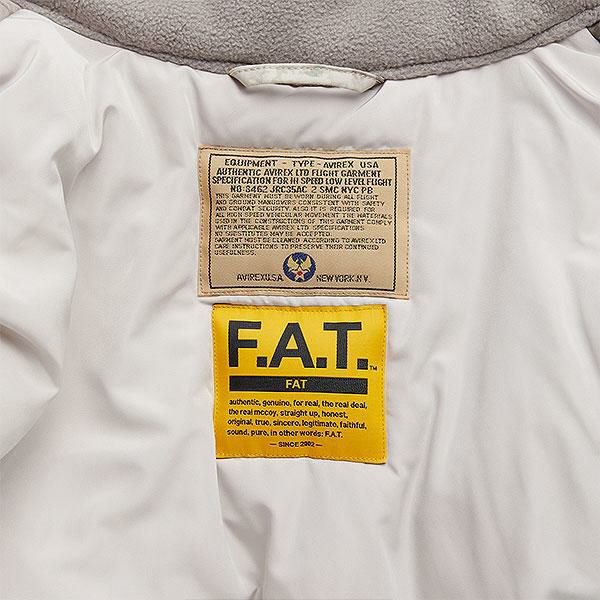 EQUIPMENT - TYPE - AVIREX USA
AUTHENTIC AVIREX LTD FLIGHT GARMENT
SPECIFICATION FOR HI SPEED LOW LEVEL FLIGHT
NO 8462 JRC35AC 2 SMC NYC PB
THIS GARMENT MUST BE WORN DURING ALL FLIGHT
AND GROUND MANEUVERS CONSISTENT WITH SAFETY
AND COMBAT SECURITY. ALSO IT IS REQUIRED FOR
ALL HIGH SPEED VEHICULAR MOVEMENT THE MATERIALS
USED IN THE CONSTRUCTIONS OF THIS GARMENT COMPLY
WITH APPLICABLE AVIREX LTD SPECIFICATIONS
NO SUBSTITUTES MAY BE ACCEPTED.
GARMENT MUST BE CLEANED ACCORDING TO AVIREX LTD
CARE INSTRUCTIONS TO PRESERVE THEIR CONTINUED
USEFULNESS.
AVIREX U.S.A. NEW YORK. N.Y.
F.A.T.™
FAT
authentic, genuine, for real, the real deal,
the real mccoy, straight up, honest,
original, true, sincero, legitimate, faithful,
sound, pure, in other words: F.A.T.
— SINCE 2002 —